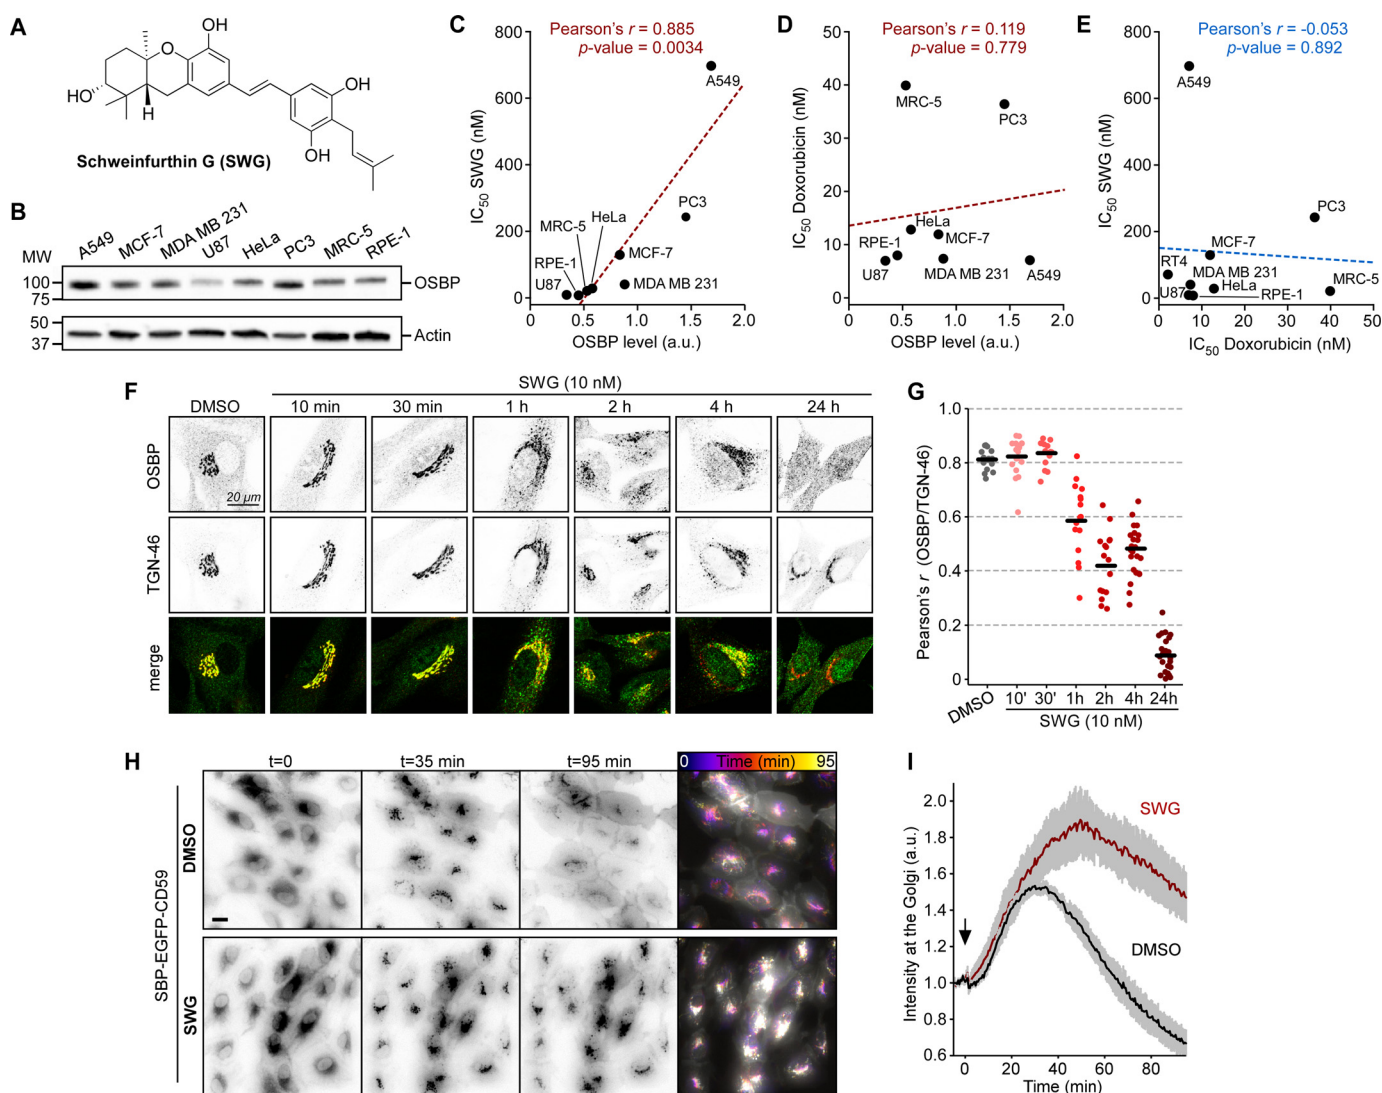 A
OH
O
HO
H
OH
OH
Schweinfurthin G (SWG)
B
MW
A549
MCF-7
MDA MB 231
U87
HeLa
PC3
MRC-5
RPE-1
100
75
OSBP
50
37
Actin
C
Pearson's r = 0.885
p-value = 0.0034
IC50 SWG (nM)
800
600
400
200
0
A549
PC3
HeLa
MRC-5
MCF-7
RPE-1
U87
MDA MB 231
0 0.5 1.0 1.5 2.0
OSBP level (a.u.)
D
Pearson's r = 0.119
p-value = 0.779
IC50 Doxorubicin (nM)
50
40
30
20
10
0
MRC-5
PC3
HeLa
RPE-1
MCF-7
U87
MDA MB 231
A549
0 0.5 1.0 1.5 2.0
OSBP level (a.u.)
E
Pearson's r = -0.053
p-value = 0.892
IC50 SWG (nM)
800
600
400
200
0
A549
PC3
MCF-7
RT4
MDA MB 231
U87
HeLa
RPE-1
MRC-5
0 10 20 30 40 50
IC50 Doxorubicin (nM)
F
SWG (10 nM)
DMSO 10 min 30 min 1 h 2 h 4 h 24 h
OSBP
20 µm
TGN-46
merge
G
Pearson's r (OSBP/TGN-46)
1.0
0.8
0.6
0.4
0.2
0
DMSO 10' 30' 1h 2h 4h 24h
SWG (10 nM)
H
t=0 t=35 min t=95 min
0 Time (min) 95
SBP-EGFP-CD59
DMSO
SWG
I
Intensity at the Golgi (a.u.)
2.0
1.8
1.6
1.4
1.2
1.0
0.8
0.6
SWG
DMSO
0 20 40 60 80
Time (min)